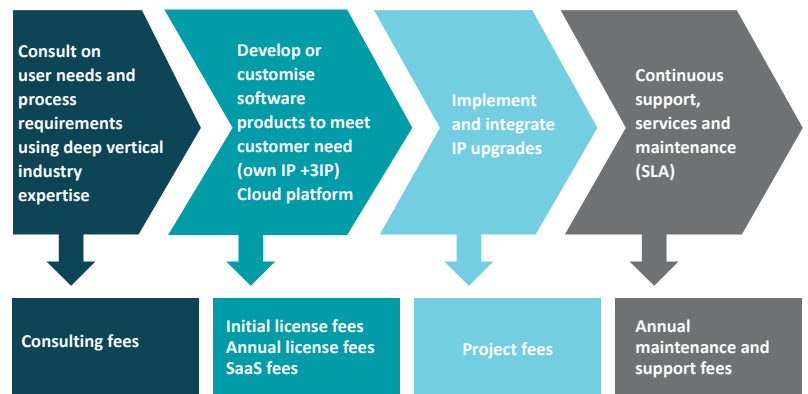 Consult on
user needs and
process
requirements
using deep vertical
industry
expertise
Develop or
customise
software
products to meet
customer need
(own IP +3IP)
Cloud platform
Implement
and integrate
IP upgrades
Continuous
support,
services and
maintenance
(SLA)
Consulting fees
Initial license fees
Annual license fees
SaaS fees
Project fees
Annual
maintenance and
support fees